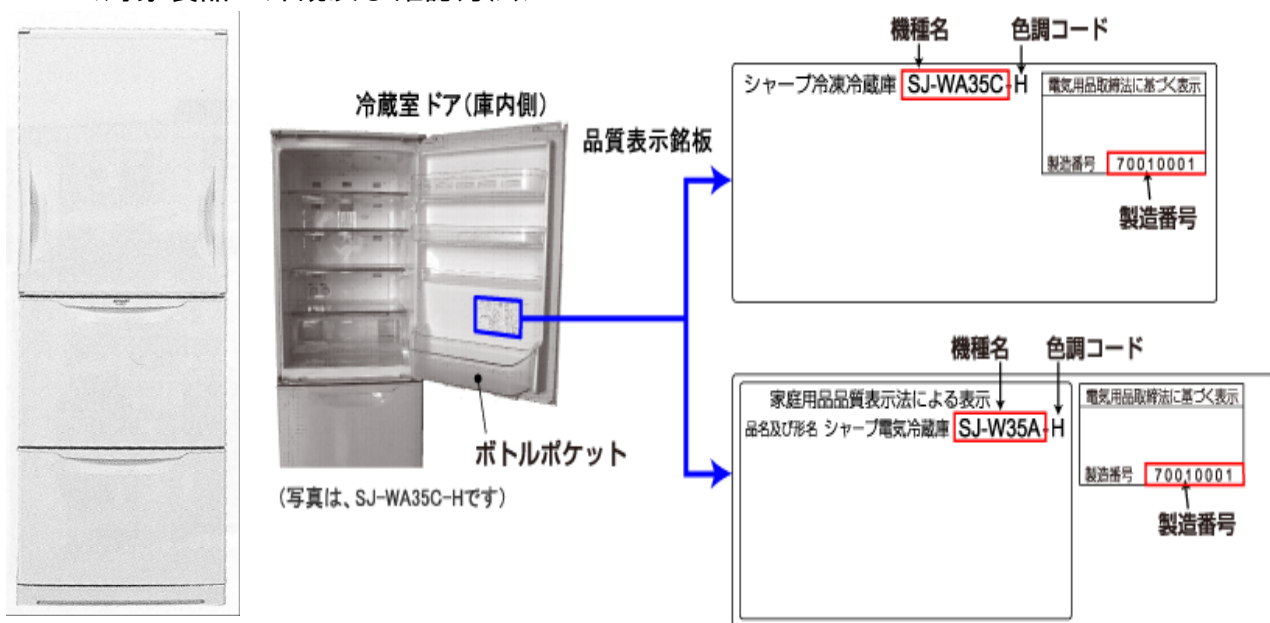 機種名 色調コード
シャープ冷凍冷蔵庫 SJ-WA35C-H
電気用品取締法に基づく表示
製造番号 70010001
製造番号
冷蔵室ドア(庫内側)
品質表示銘板
ボトルポケット
(写真は、SJ-WA35C-Hです)
機種名 色調コード
家庭用品品質表示法による表示
品名及び形名 シャープ電気冷蔵庫 SJ-W35A-H
電気用品取締法に基づく表示
製造番号 70010001
製造番号